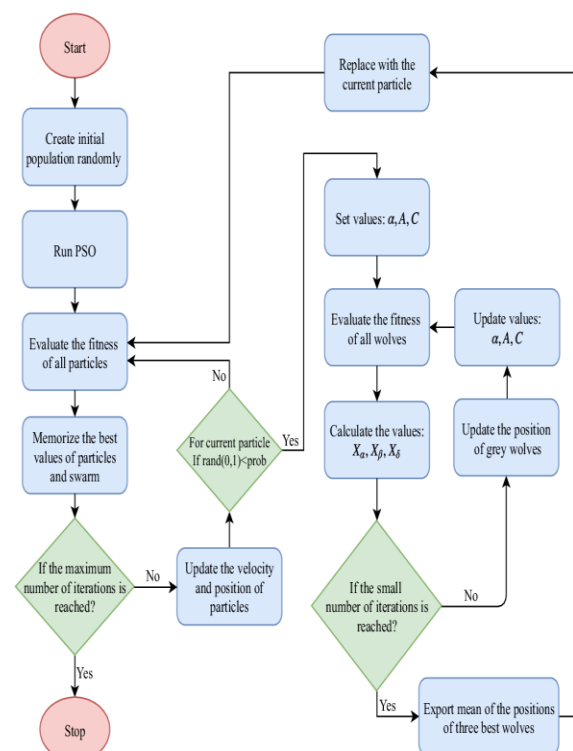 Start
Create initial
population randomly
Run PSO
Evaluate the fitness
of all particles
Memorize the best
values of particles
and swarm
If the maximum
number of iterations is
reached?
Yes
Stop
No
Update the velocity
and position of
particles
For current particle
If rand(0,1)<prob
No
Yes
Replace with the
current particle
Set values: α, A, C
Evaluate the fitness
of all wolves
Calculate the values:
Xα, Xβ, Xδ
If the small
number of iterations is
reached?
No
Update the position
of grey wolves
Update values:
α, A, C
Yes
Export mean of the positions
of three best wolves